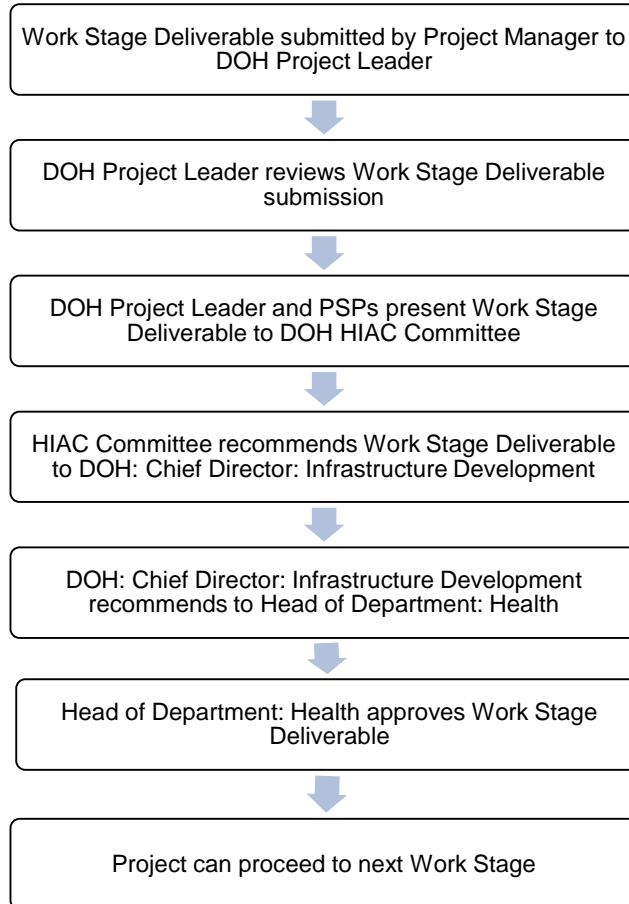 Work Stage Deliverable submitted by Project Manager to
DOH Project Leader
DOH Project Leader reviews Work Stage Deliverable
submission
DOH Project Leader and PSPs present Work Stage
Deliverable to DOH HIAC Committee
HIAC Committee recommends Work Stage Deliverable
to DOH: Chief Director: Infrastructure Development
DOH: Chief Director: Infrastructure Development
recommends to Head of Department: Health
Head of Department: Health approves Work Stage
Deliverable
Project can proceed to next Work Stage